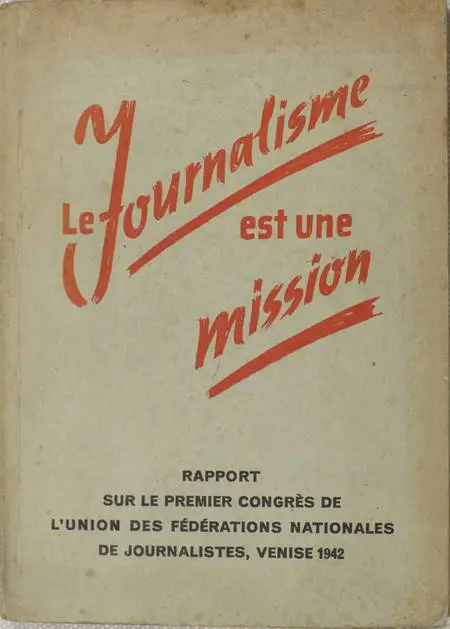 Le Journalisme
est une
mission
RAPPORT
SUR LE PREMIER CONGRÈS DE
L'UNION DES FÉDÉRATIONS NATIONALES
DE JOURNALISTES, VENISE 1942